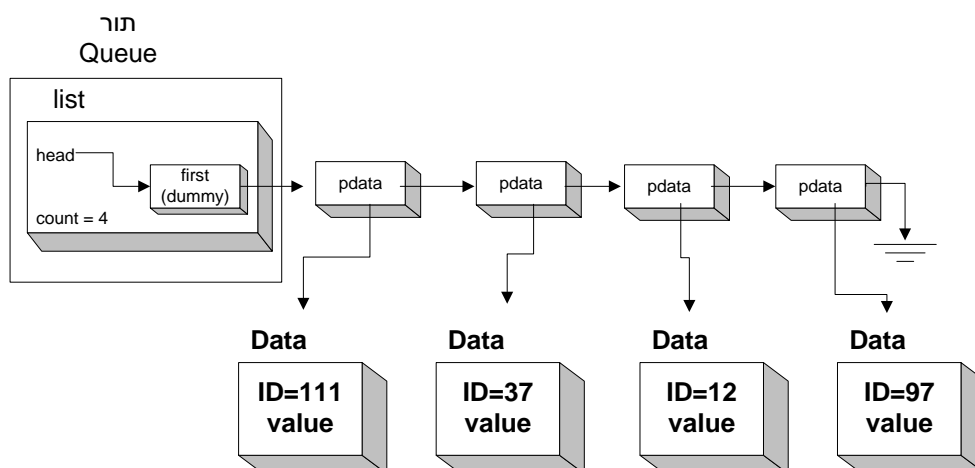 תור
Queue
list
head
first
(dummy)
count = 4
pdata
pdata
pdata
pdata
Data
Data
Data
Data
ID=111
value
ID=37
value
ID=12
value
ID=97
value